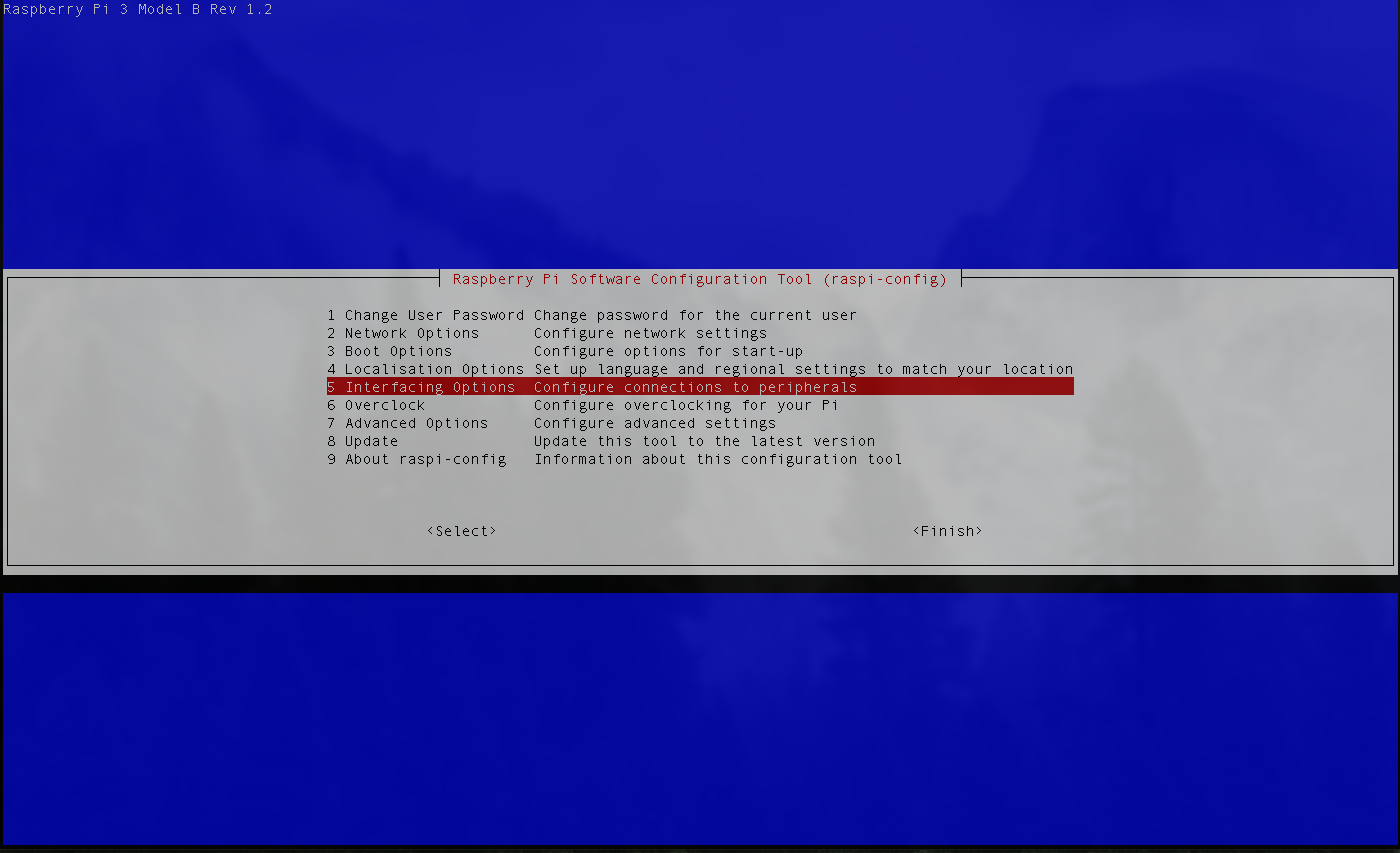 Raspberry Pi 3 Model B Rev 1.2
Raspberry Pi Software Configuration Tool (raspi-config)
1 Change User Password Change password for the current user
2 Network Options Configure network settings
3 Boot Options Configure options for start-up
4 Localisation Options Set up language and regional settings to match your location
5 Interfacing Options Configure connections to peripherals
6 Overclock Configure overclocking for your Pi
7 Advanced Options Configure advanced settings
8 Update Update this tool to the latest version
9 About raspi-config Information about this configuration tool
<Select> <Finish>